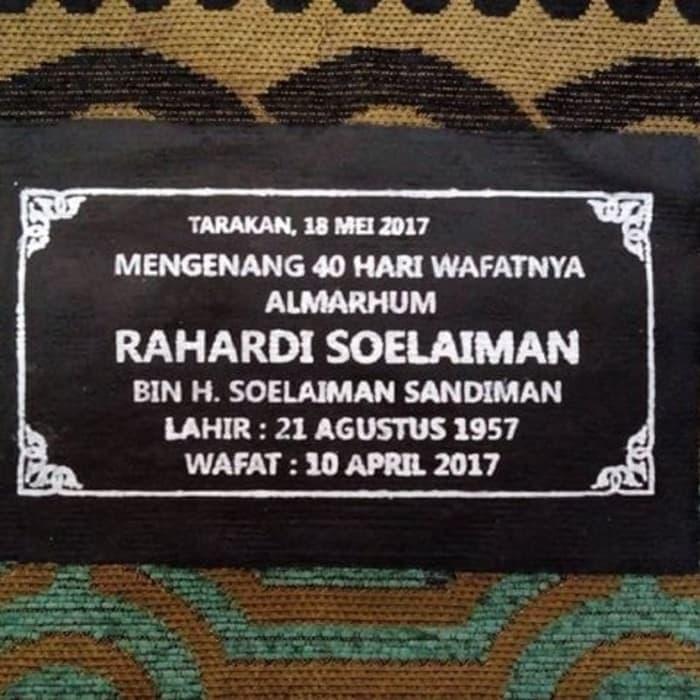 TARAKAN, 18 MEI 2017
MENGENANG 40 HARI WAFATNYA
ALMARHUM
RAHARDI SOELAIMAN
BIN H. SOELAIMAN SANDIMAN
LAHIR : 21 AGUSTUS 1957
WAFAT : 10 APRIL 2017